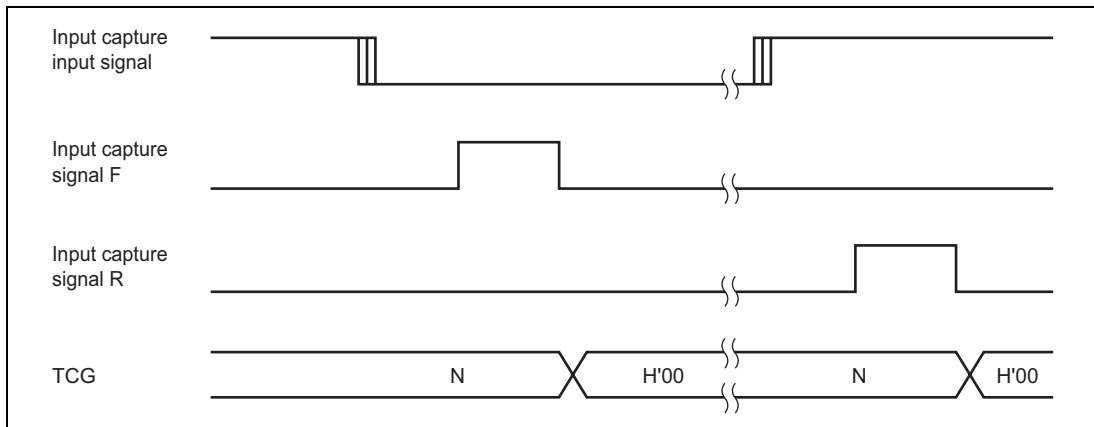 Input capture
input signal
Input capture
signal F
Input capture
signal R
TCG N H'00 N H'00